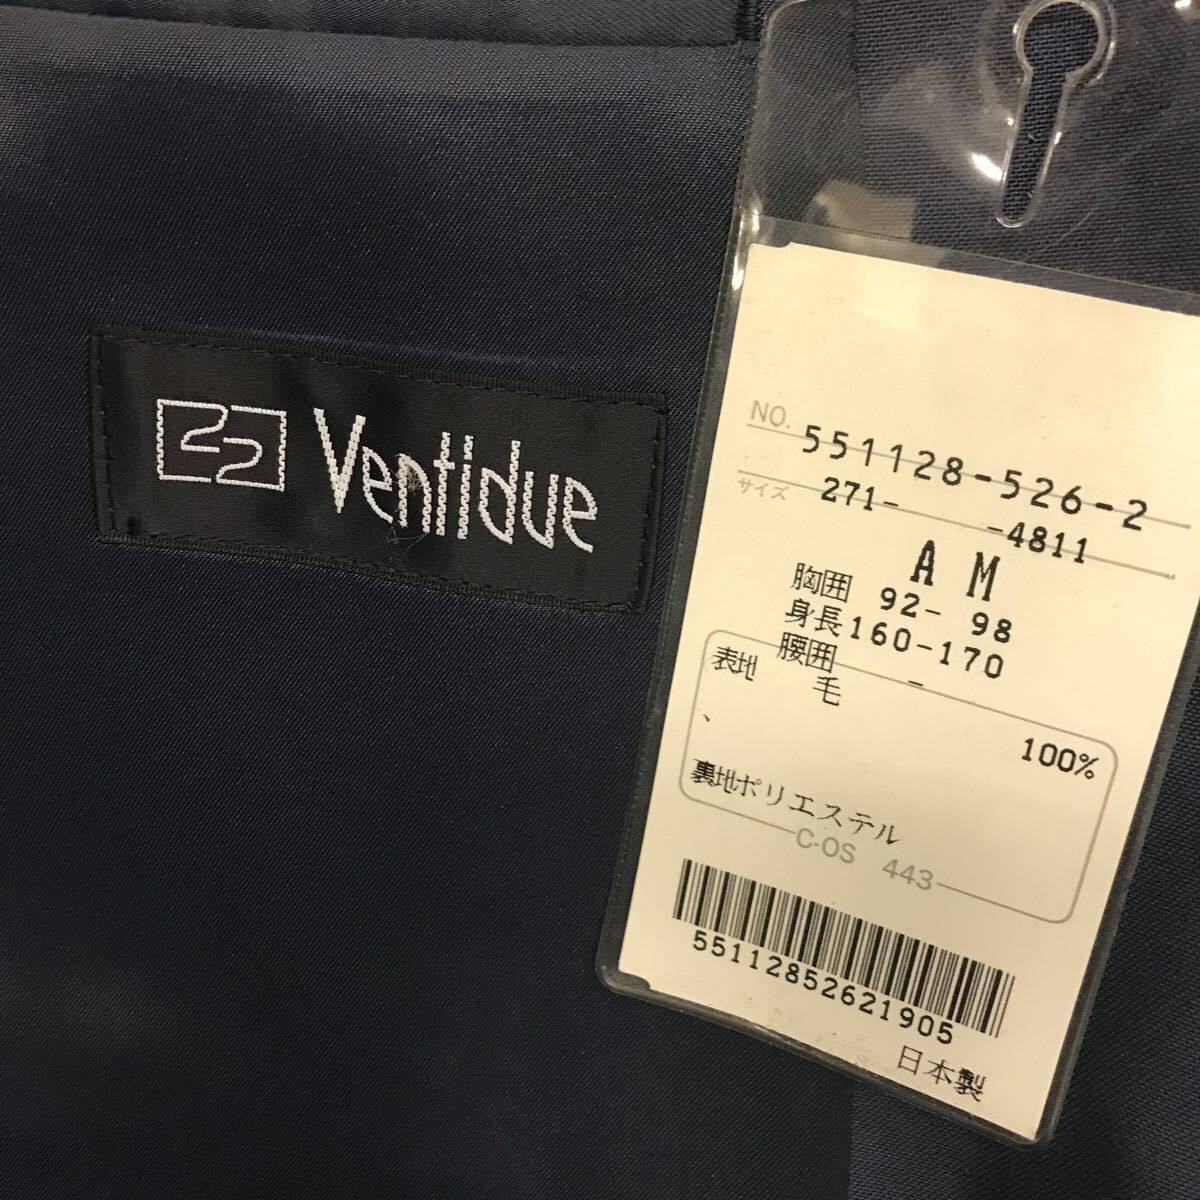 22 Ventidue
NO. 551128-526-2
サイズ 271- -4811
A M
胸囲 92- 98
身長160-170
腰囲 -
表地 毛
、 100%
裏地ポリエステル
C-OS 443
55112852621905
日本製